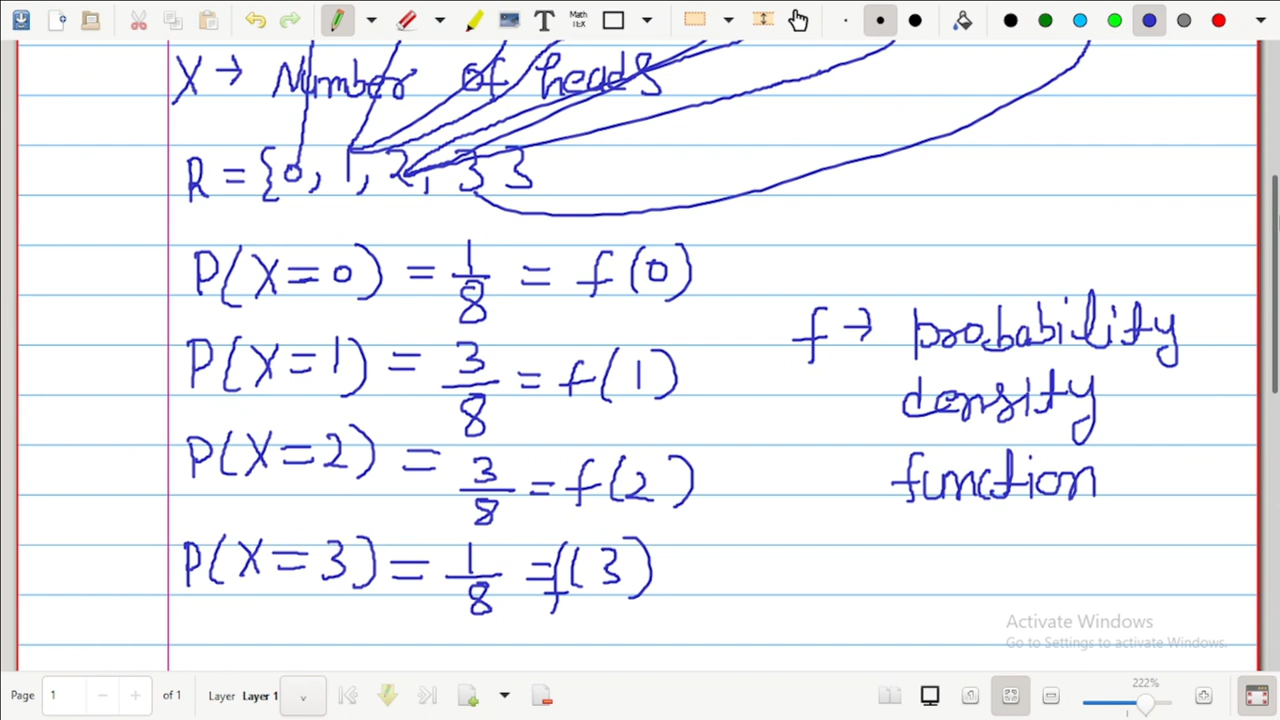 Math
TEX
X → Number of heads
R = {0, 1, 2, 3}
P(X=0) = 1/8 = f(0)
P(X=1) = 3/8 = f(1)
P(X=2) = 3/8 = f(2)
P(X=3) = 1/8 = f(3)
f → probability
density
function
Activate Windows
Go to Settings to activate Windows.
Page 1 of 1 Layer Layer 1
222%